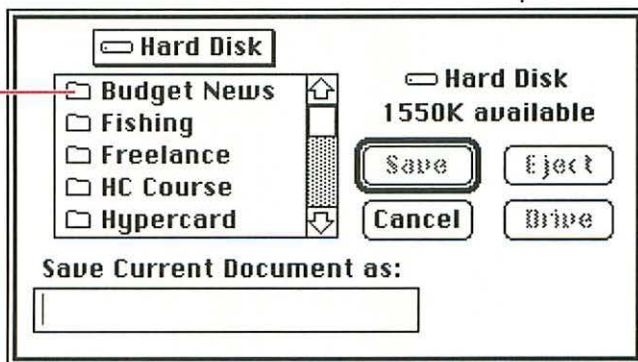 Hard Disk
Budget News
Fishing
Freelance
HC Course
Hypercard
Hard Disk
1550K available
Save
Eject
Cancel
Drive
Save Current Document as: